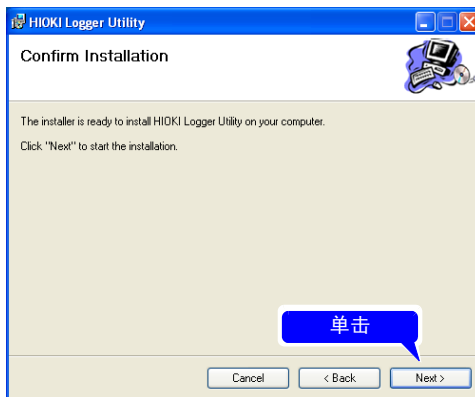 HIOKI Logger Utility
Confirm Installation
The installer is ready to install HIOKI Logger Utility on your computer.
Click "Next" to start the installation.
单击
Cancel
< Back
Next >